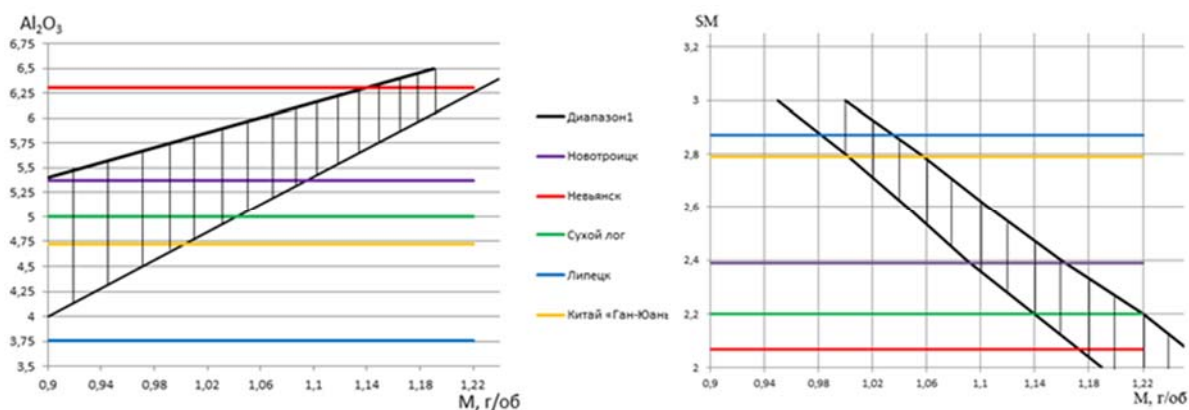 Al₂O₃
6,75
6,5
6,25
6
5,75
5,5
5,25
5
4,75
4,5
4,25
4
3,75
3,5
0,9 0,94 0,98 1,02 1,06 1,1 1,14 1,18 1,22
М, г/об
Диапазон1
Новотроицк
Невьянск
Сухой лог
Липецк
Китай «Ган-Юань
SM
3,2
3
2,8
2,6
2,4
2,2
2
0,9 0,94 0,98 1,02 1,06 1,1 1,14 1,18 1,22
М, г/об